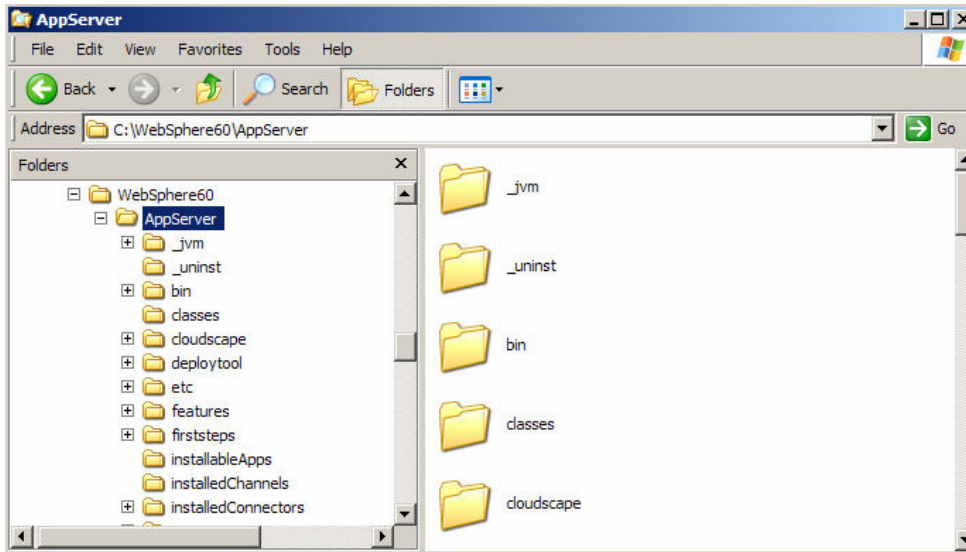 AppServer
File Edit View Favorites Tools Help
Back Search Folders
Address C:\WebSphere60\AppServer Go
Folders
WebSphere60
AppServer
_jvm
_uninst
bin
classes
cloudscape
deploytool
etc
features
firststeps
installableApps
installedChannels
installedConnectors
_jvm
_uninst
bin
classes
cloudscape